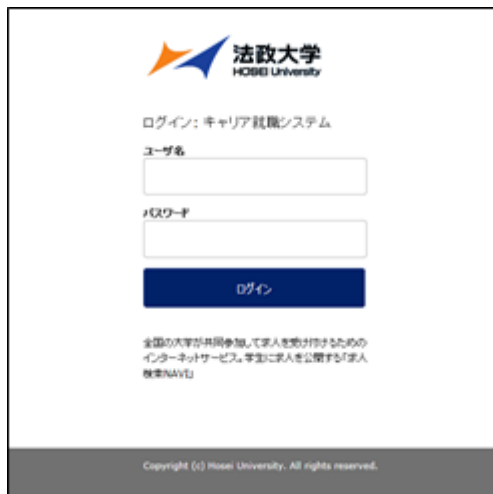 法政大学
HOSEI University
ログイン: キャリア就職システム
ユーザ名
パスワード
ログイン
全国の大学が共同参加して求人を受け付けるための
インターネットサービス。学生に求人を公開する「求人
検索NAVI」
Copyright (c) Hosei University. All rights reserved.